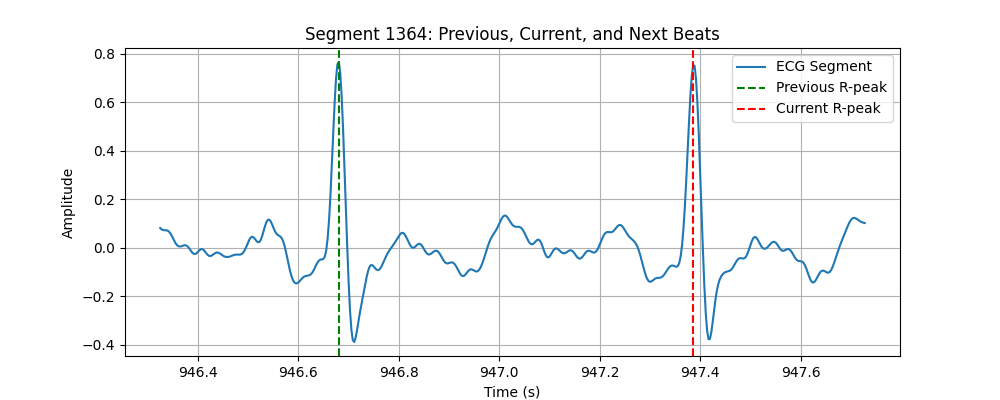 Segment 1364: Previous, Current, and Next Beats
ECG Segment
Previous R-peak
Current R-peak
Amplitude
0.8
0.6
0.4
0.2
0.0
−0.2
−0.4
946.4 946.6 946.8 947.0 947.2 947.4 947.6
Time (s)